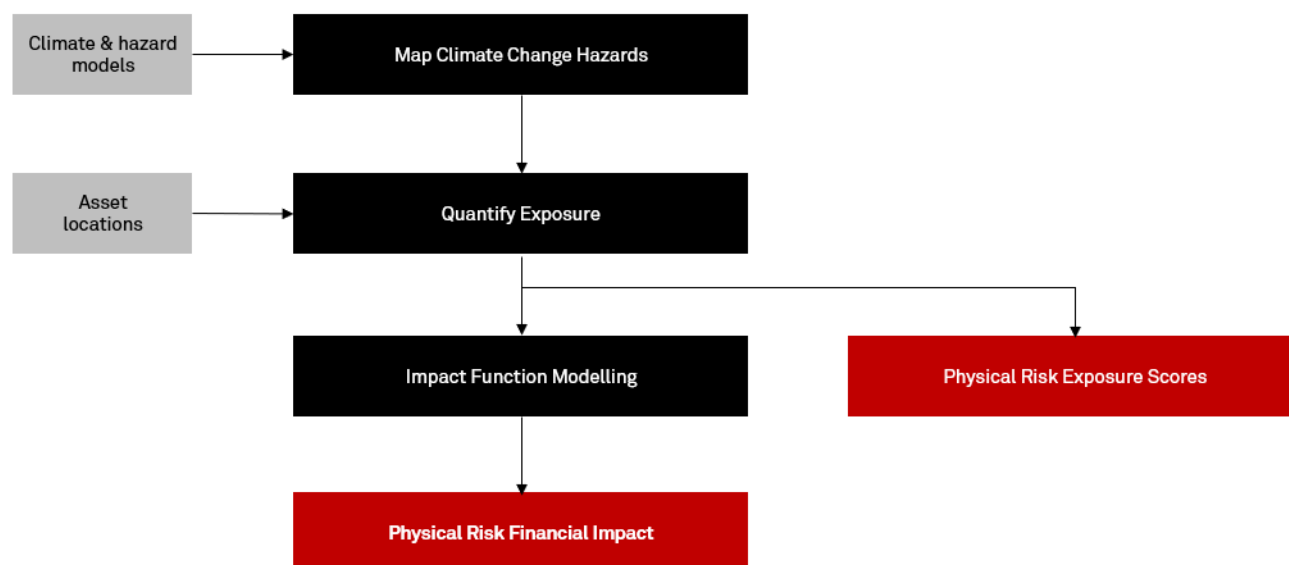 Climate & hazard
models
Map Climate Change Hazards
Asset
locations
Quantify Exposure
Impact Function Modelling
Physical Risk Exposure Scores
Physical Risk Financial Impact